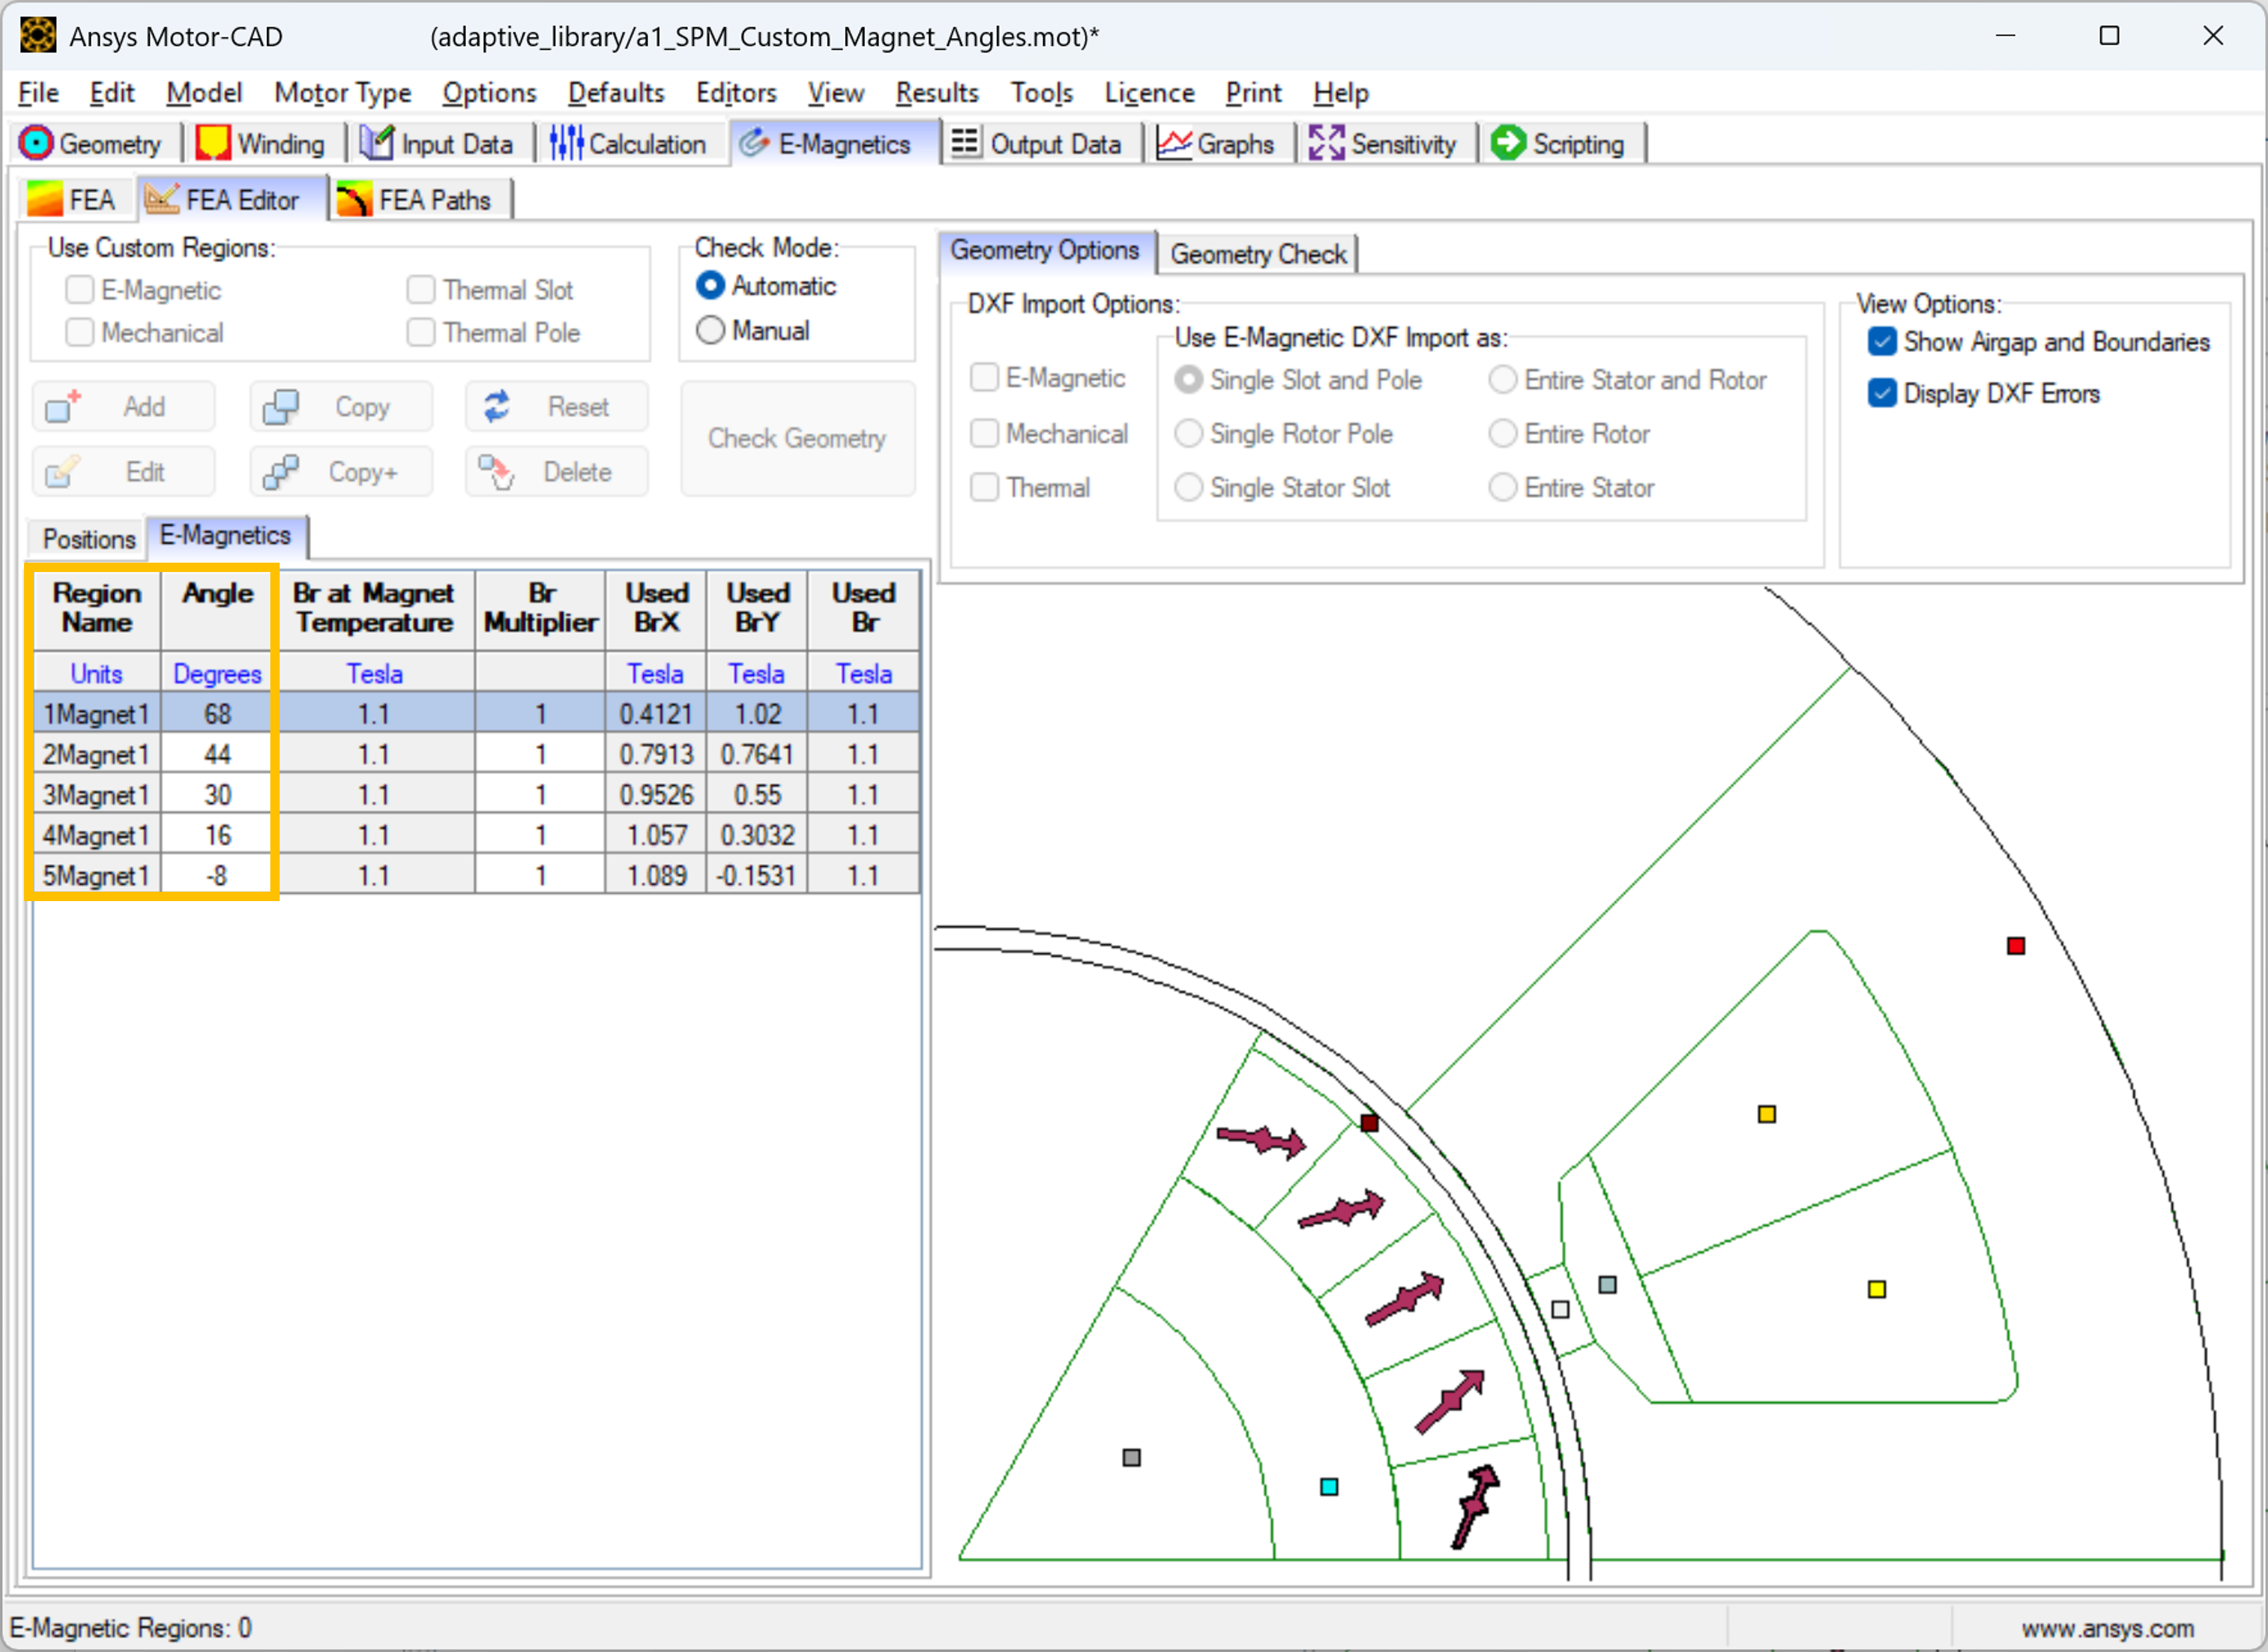 Ansys Motor-CAD (adaptive_library/a1_SPM_Custom_Magnet_Angles.mot)*
File Edit Model Motor Type Options Defaults Editors View Results Tools Licence Print Help
Geometry Winding Input Data Calculation E-Magnetics Output Data Graphs Sensitivity Scripting
FEA FEA Editor FEA Paths
Use Custom Regions:
E-Magnetic Thermal Slot
Mechanical Thermal Pole
Check Mode:
Automatic
Manual
Add Copy Reset
Edit Copy+ Delete
Check Geometry
Geometry Options Geometry Check
DXF Import Options:
E-Magnetic
Mechanical
Thermal
Use E-Magnetic DXF Import as:
Single Slot and Pole Entire Stator and Rotor
Single Rotor Pole Entire Rotor
Single Stator Slot Entire Stator
View Options:
Show Airgap and Boundaries
Display DXF Errors
Positions E-Magnetics
Region Name Angle Br at Magnet Temperature Br Multiplier Used BrX Used BrY Used Br
Units Degrees Tesla Tesla Tesla Tesla
1Magnet1 68 1.1 1 0.4121 1.02 1.1
2Magnet1 44 1.1 1 0.7913 0.7641 1.1
3Magnet1 30 1.1 1 0.9526 0.55 1.1
4Magnet1 16 1.1 1 1.057 0.3032 1.1
5Magnet1 -8 1.1 1 1.089 -0.1531 1.1
E-Magnetic Regions: 0
www.ansys.com